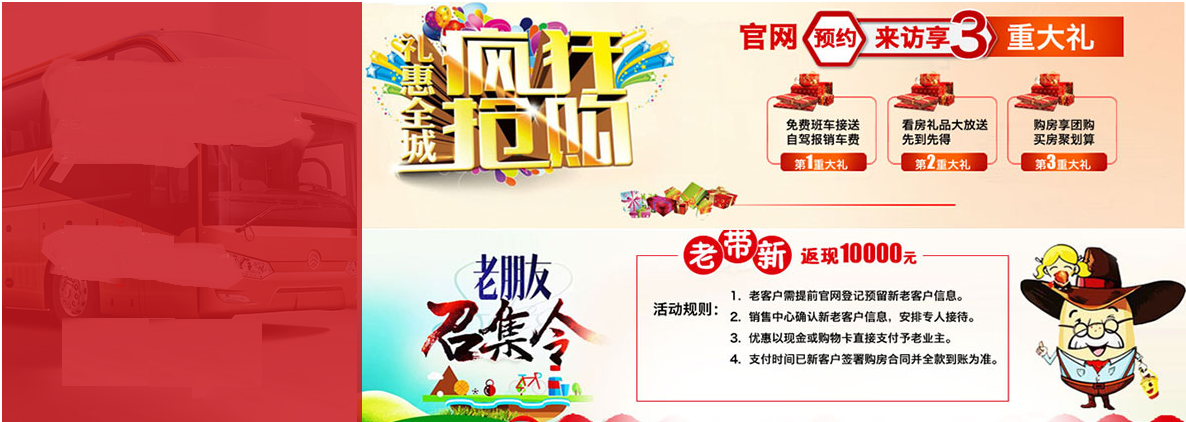 礼惠全城
疯狂
抢购
官网 预约 来访享3重大礼
免费班车接送
自驾报销车费
第1重大礼
看房礼品大放送
先到先得
第2重大礼
购房享团购
买房聚划算
第3重大礼
老朋友
召集令
老带新 返现10000元
活动规则：
1. 老客户需提前官网登记预留新老客户信息。
2. 销售中心确认新老客户信息，安排专人接待。
3. 优惠以现金或购物卡直接支付予老业主。
4. 支付时间已新客户签署购房合同并全款到账为准。